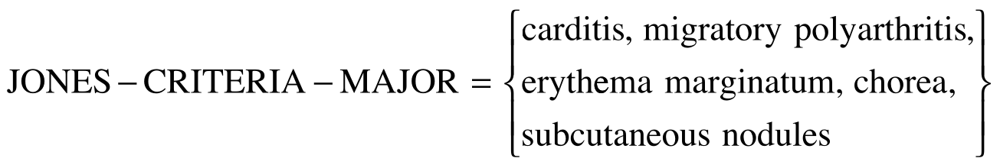 carditis, migratory polyarthritis,
JONES – CRITERIA – MAJOR = { erythema marginatum, chorea, }
subcutaneous nodules